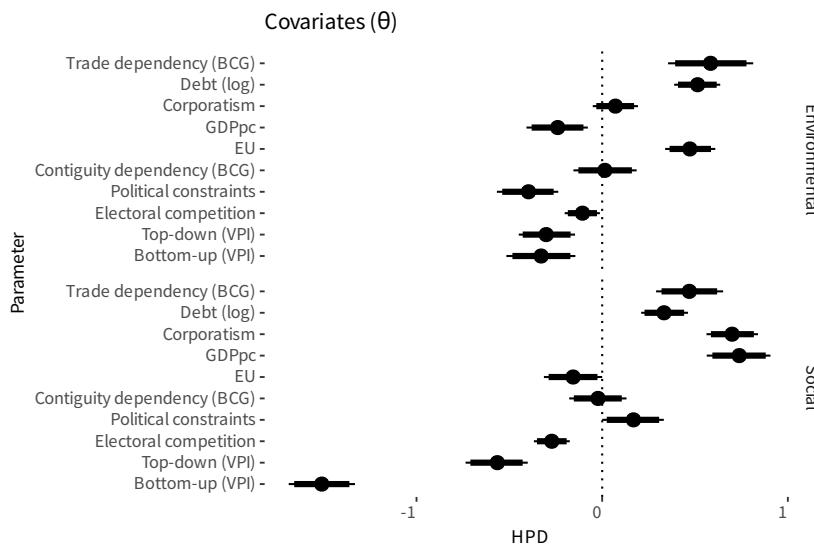 Covariates (θ)
Trade dependency (BCG)
Debt (log)
Corporatism
GDPpc
EU
Contiguity dependency (BCG)
Political constraints
Electoral competition
Top-down (VPI)
Bottom-up (VPI)
Environmental
Trade dependency (BCG)
Debt (log)
Corporatism
GDPpc
EU
Contiguity dependency (BCG)
Political constraints
Electoral competition
Top-down (VPI)
Bottom-up (VPI)
Social
Parameter
-1 0 1
HPD